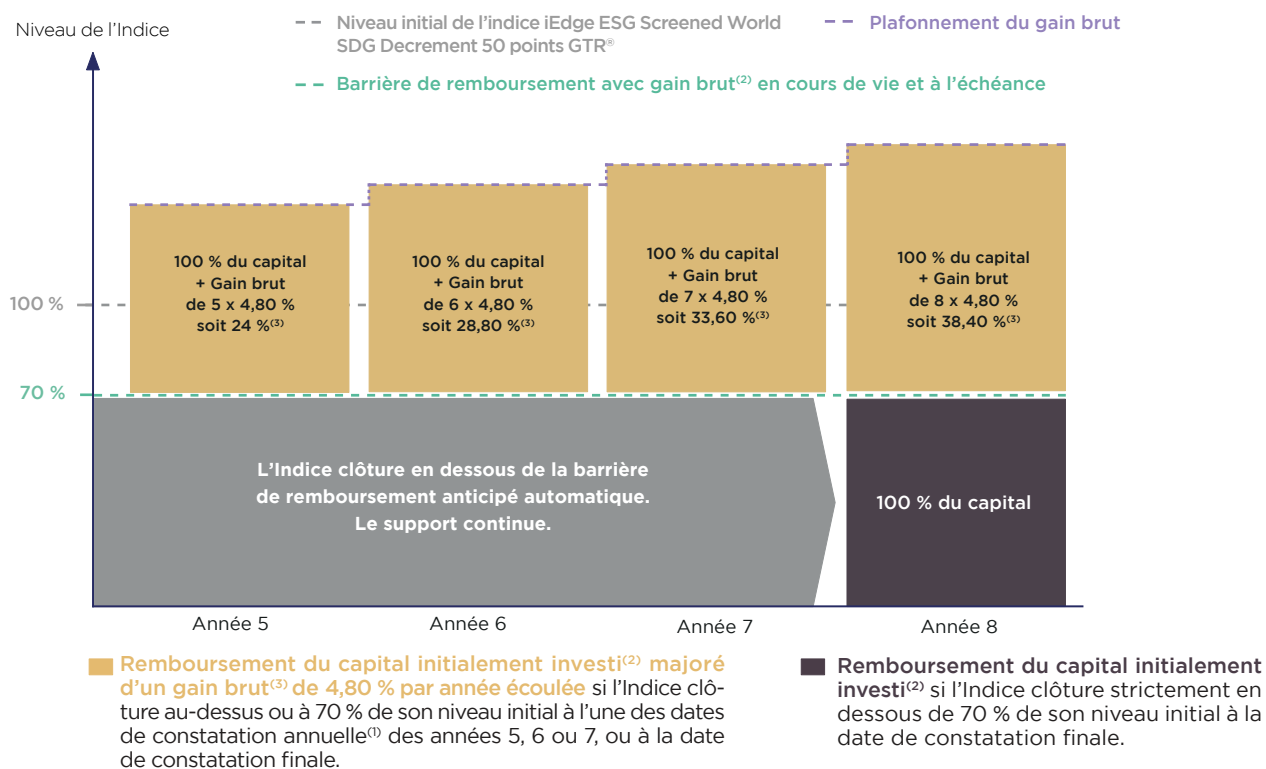 Niveau de l'Indice
Niveau initial de l'indice iEdge ESG Screened World
SDG Decrement 50 points GTR®
Plafonnement du gain brut
Barrière de remboursement avec gain brut(2) en cours de vie et à l'échéance
100 %
70 %
100 % du capital
+ Gain brut
de 5 x 4,80 %
soit 24 %(3)
100 % du capital
+ Gain brut
de 6 x 4,80 %
soit 28,80 %(3)
100 % du capital
+ Gain brut
de 7 x 4,80 %
soit 33,60 %(3)
100 % du capital
+ Gain brut
de 8 x 4,80 %
soit 38,40 %(3)
L'Indice clôture en dessous de la barrière
de remboursement anticipé automatique.
Le support continue.
100 % du capital
Année 5
Année 6
Année 7
Année 8
Remboursement du capital initialement investi(2) majoré
d'un gain brut(3) de 4,80 % par année écoulée si l'Indice clô-
ture au-dessus ou à 70 % de son niveau initial à l'une des dates
de constatation annuelle(1) des années 5, 6 ou 7, ou à la date
de constatation finale.
Remboursement du capital initialement
investi(2) si l'Indice clôture strictement en
dessous de 70 % de son niveau initial à la
date de constatation finale.